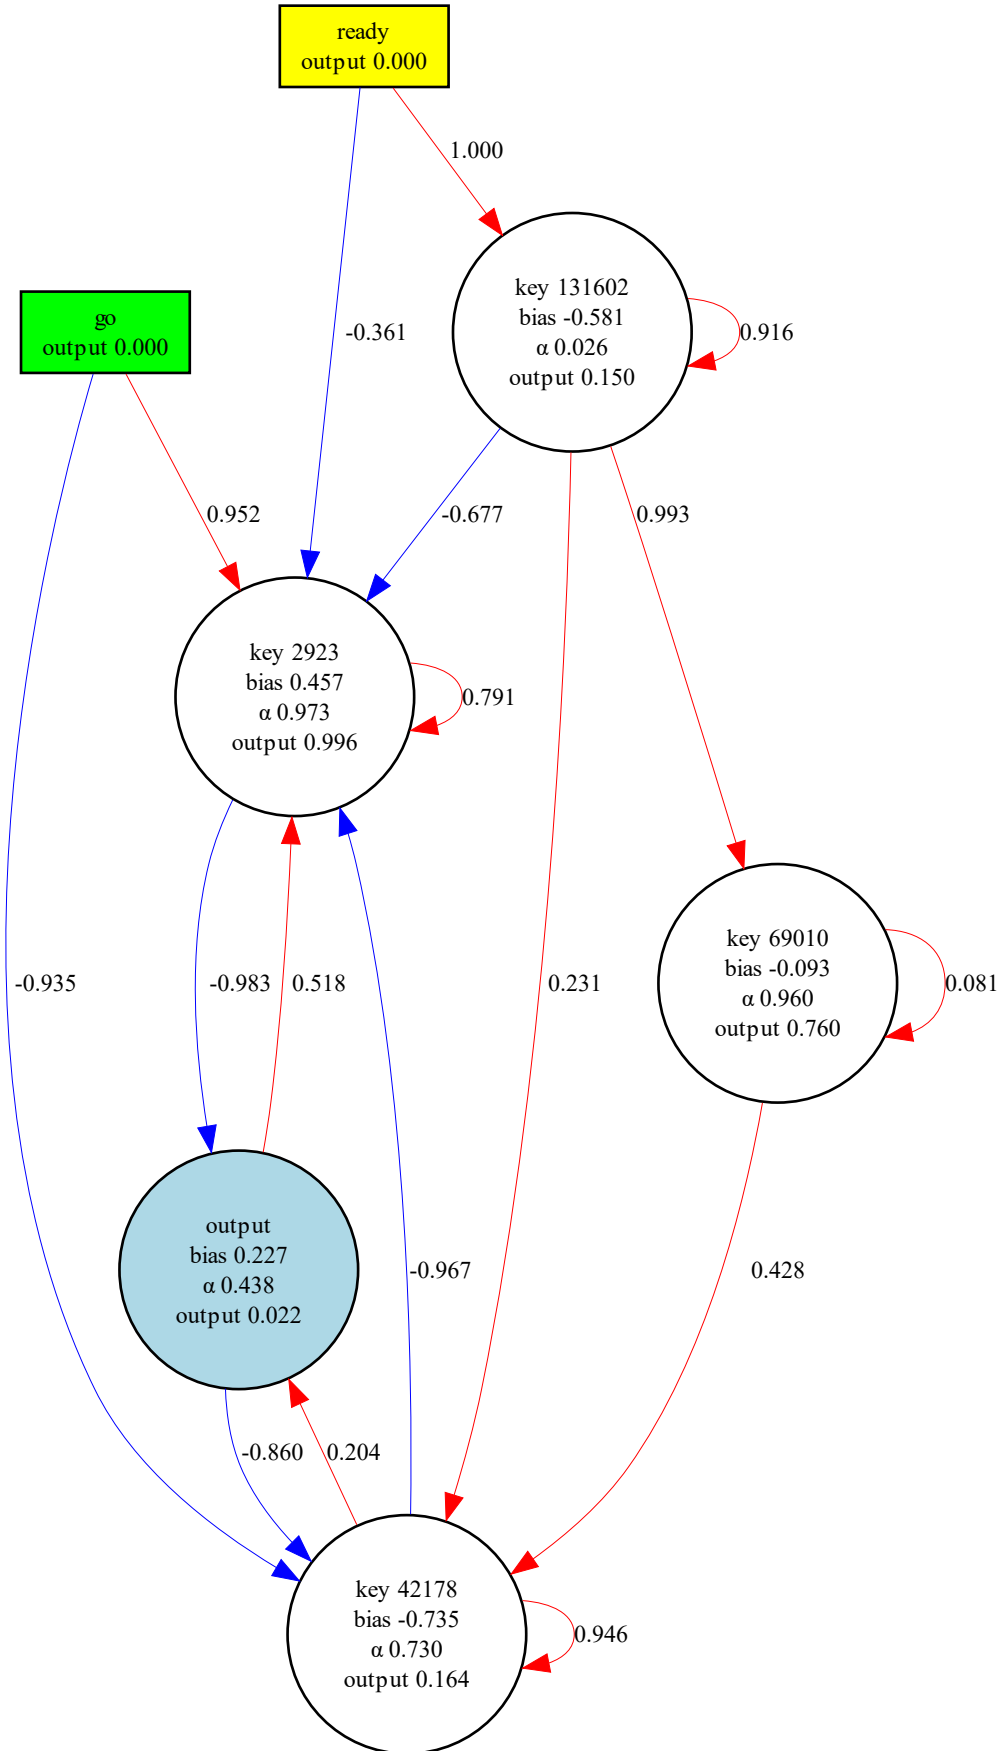 ready
output 0.000
1.000
go
output 0.000
key 131602
bias -0.581
α 0.026
output 0.150
-0.361
0.916
0.952
-0.677
0.993
key 2923
bias 0.457
α 0.973
output 0.996
0.791
key 69010
bias -0.093
α 0.960
output 0.760
-0.935
-0.983
0.518
0.231
0.081
output
bias 0.227
α 0.438
output 0.022
-0.967
0.428
-0.860
0.204
key 42178
bias -0.735
α 0.730
output 0.164
0.946